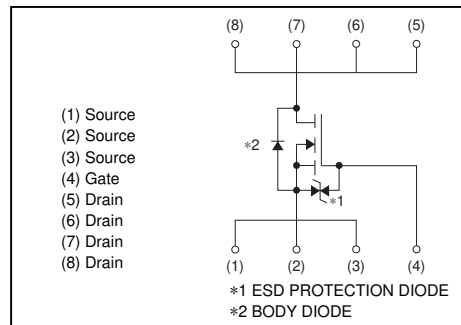 (8) (7) (6) (5)
(1) Source
(2) Source
(3) Source
(4) Gate
(5) Drain
(6) Drain
(7) Drain
(8) Drain
∗2
∗1
(1) (2) (3) (4)
∗1 ESD PROTECTION DIODE
∗2 BODY DIODE